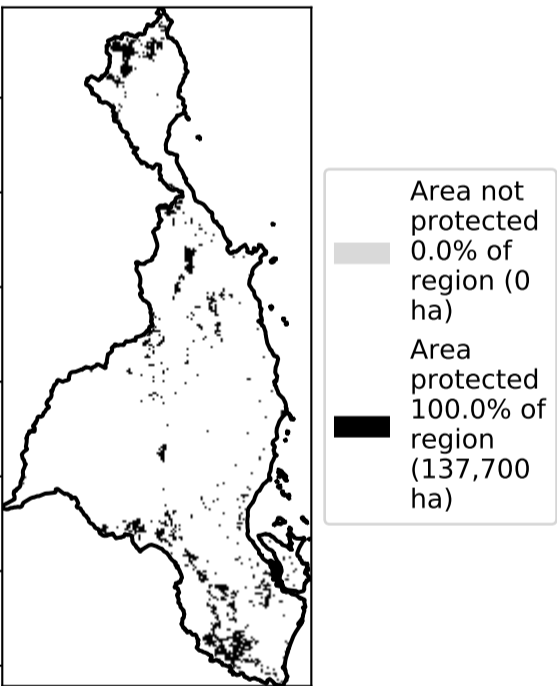 Area not
protected
0.0% of
region (0
ha)
Area
protected
100.0% of
region
(137,700
ha)